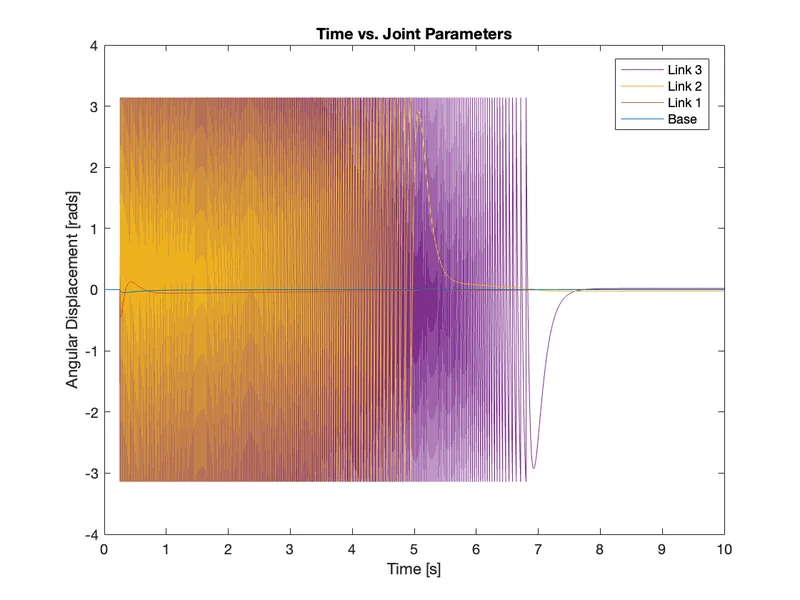 Time vs. Joint Parameters
4
3
2
1
0
-1
-2
-3
-4
Angular Displacement [rads]
Link 3
Link 2
Link 1
Base
0 1 2 3 4 5 6 7 8 9 10
Time [s]